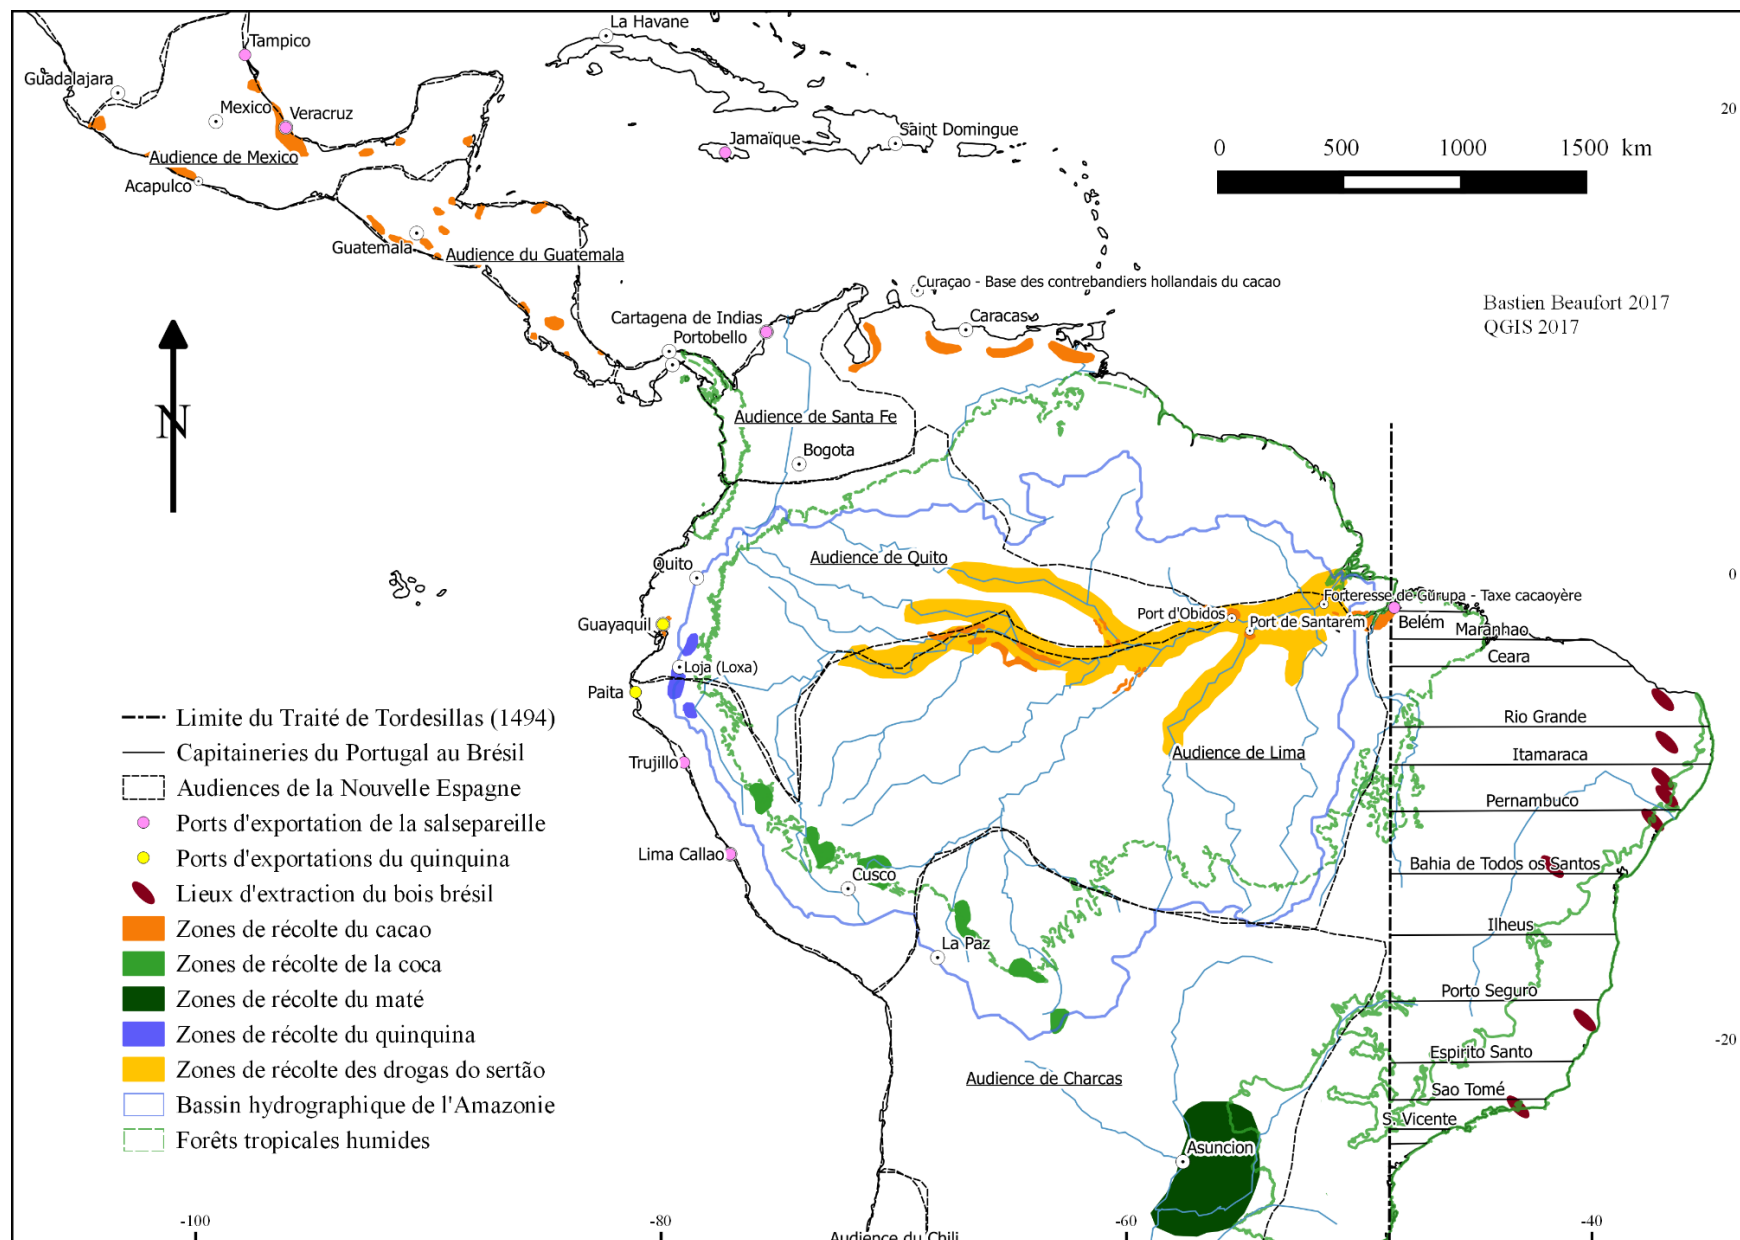 La Havane
Tampico
Guadalajara
Mexico
Veracruz
Audience de Mexico
Acapulco
Jamaïque
Saint Domingue
20
0 500 1000 1500 km
Guatemala
Audience du Guatemala
Curaçao - Base des contrebandiers hollandais du cacao
Caracas
Bastien Beaufort 2017
QGIS 2017
Cartagena de Indias
Portobello
N
Audience de Santa Fe
Bogota
Audience de Quito
Quito
0
Forteresse de Gurupa - Taxe cacaoyère
Port d'Obidos
Port de Santarém
Belém
Guayaquil
Maranhao
Loja (Loxa)
Ceara
Paita
Rio Grande
Trujillo
Audience de Lima
Itamaraca
Pernambuco
Lima Callao
Cusco
Bahia de Todos os Santos
Ilheus
La Paz
Porto Seguro
-20
Espirito Santo
Audience de Charcas
Sao Tomé
S. Vicente
Asuncion
Limite du Traité de Tordesillas (1494)
Capitaineries du Portugal au Brésil
Audiences de la Nouvelle Espagne
Ports d'exportation de la salsepareille
Ports d'exportations du quinquina
Lieux d'extraction du bois brésil
Zones de récolte du cacao
Zones de récolte de la coca
Zones de récolte du maté
Zones de récolte du quinquina
Zones de récolte des drogas do sertão
Bassin hydrographique de l'Amazonie
Forêts tropicales humides
-100
-80
-60
-40
Audience du Chili